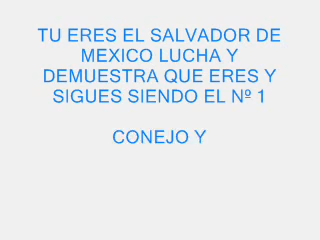 TU ERES EL SALVADOR DE
MEXICO LUCHA Y
DEMUESTRA QUE ERES Y
SIGUES SIENDO EL Nº 1
CONEJO Y